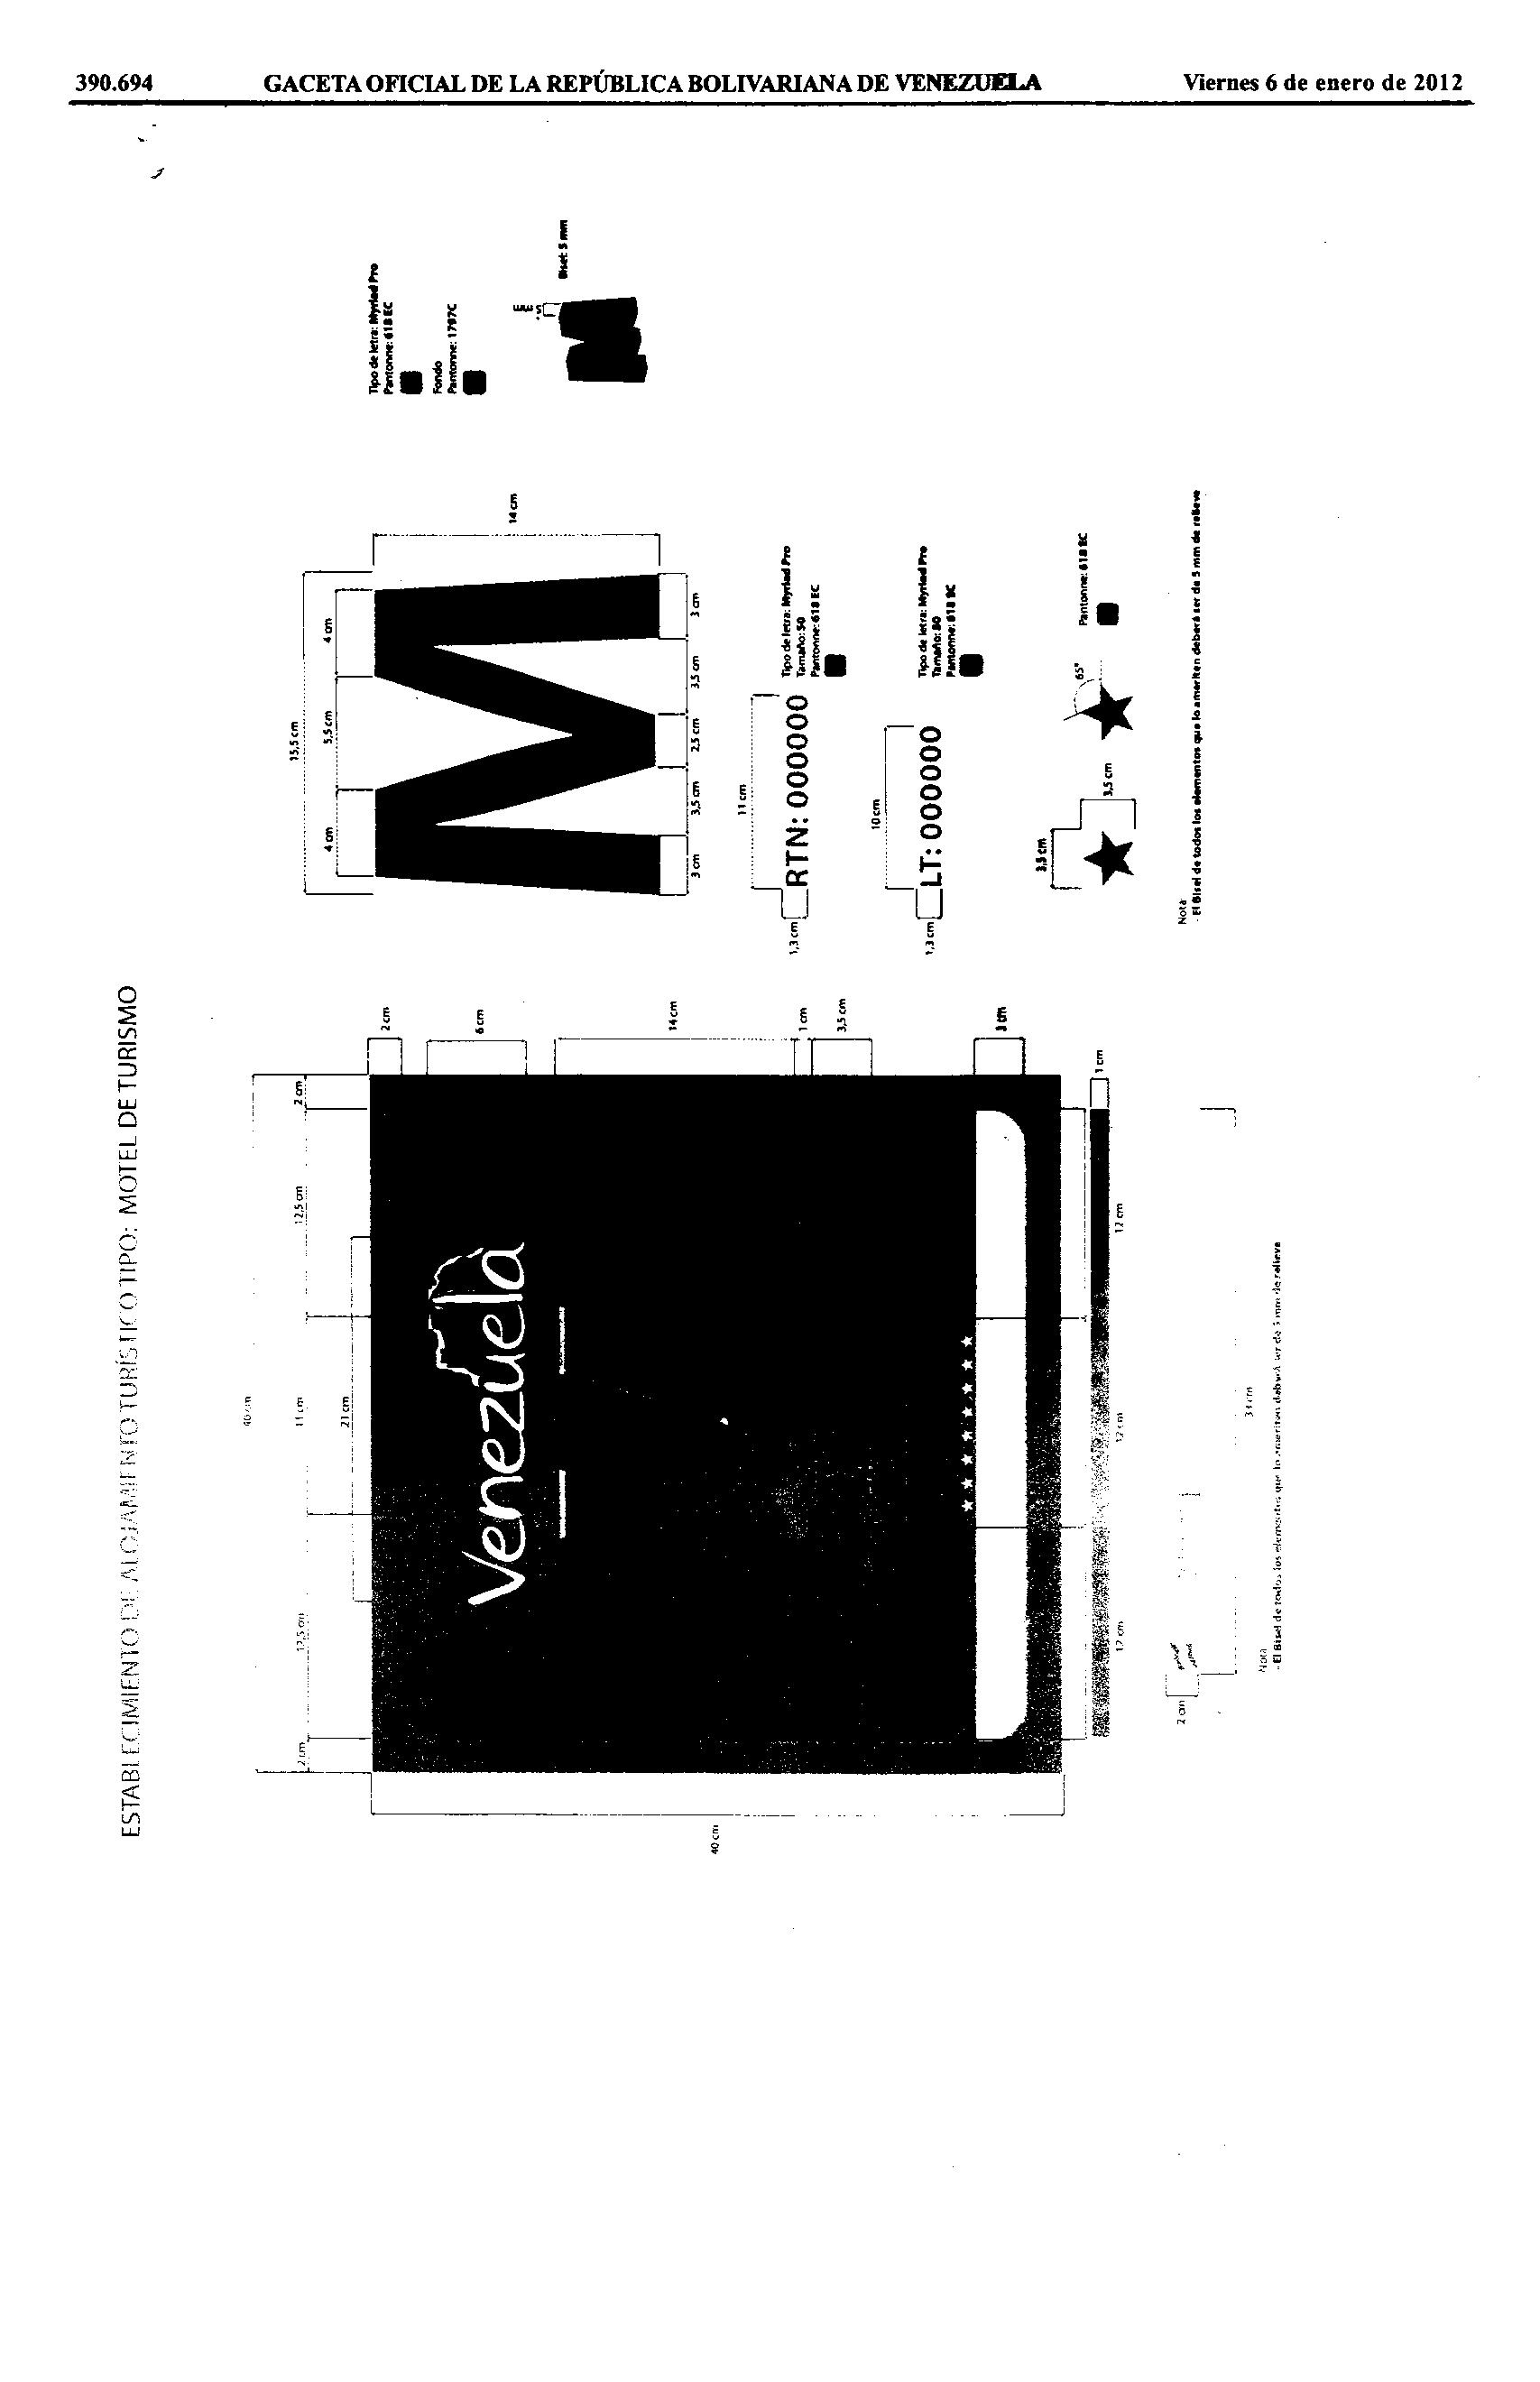 390.694 GACETA OFICIAL DE LA REPÚBLICA BOLIVARIANA DE VENEZUELA Viernes 6 de enero de 2012
ESTABLECIMIENTO DE ALOJAMIENTO TURÍSTICO TIPO: MOTEL DE TURISMO
40 cm
2 cm
12,5 cm
11 cm
12,5 cm
2 cm
21 cm
40 cm
Venezuela
2 cm
6 cm
14 cm
1 cm
3,5 cm
3 cm
1 cm
12 cm
12 cm
12 cm
2 cm
33 cm
Nota
- El Bisel de todos los elementos que lo ameriten deberá ser de 5 mm de relieve
15,5 cm
4 cm
5,5 cm
4 cm
M
14 cm
3 cm
3,5 cm
2,5 cm
3,5 cm
3 cm
Tipo de letra: Myriad Pro
Pantonne: 618 EC
Fondo
Pantonne: 1797C
5 mm
Bisel: 5 mm
M
11 cm
1,3 cm
RTN: 000000
Tipo de letra: Myriad Pro
Tamaño: 50
Pantonne: 618 EC
10 cm
1,3 cm
LT: 000000
Tipo de letra: Myriad Pro
Tamaño: 80
Pantonne: 618 EC
3,5 cm
3,5 cm
65°
Pantonne: 618 EC
Nota
- El Bisel de todos los elementos que lo ameriten deberá ser de 5 mm de relieve